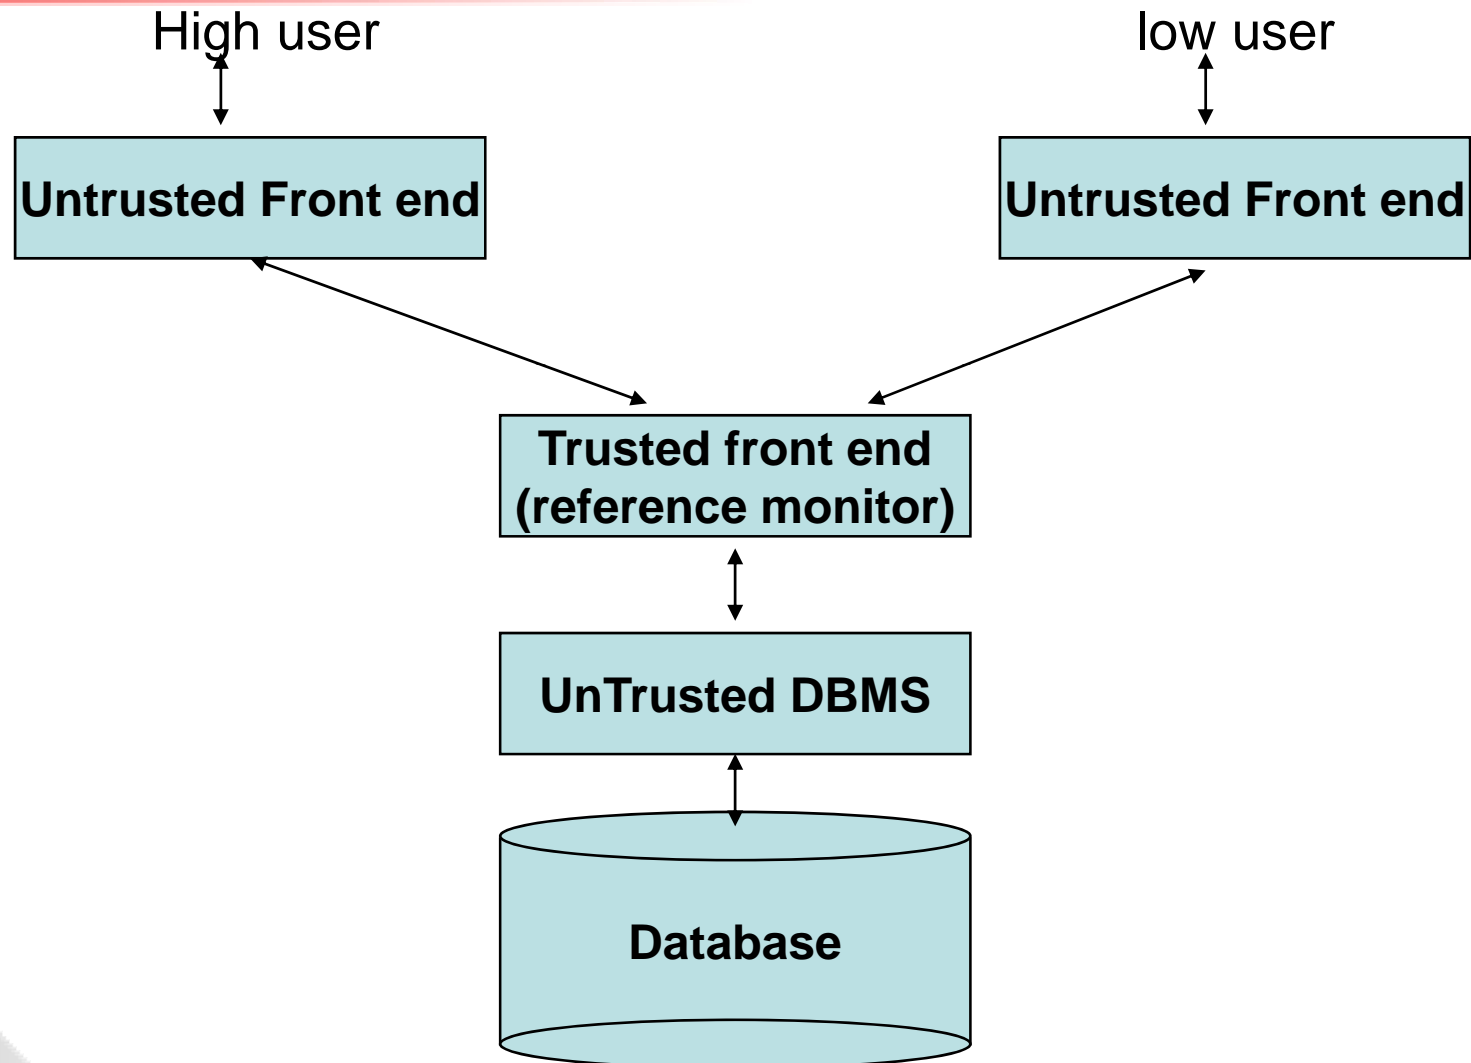 High user
low user
Untrusted Front end
Untrusted Front end
Trusted front end
(reference monitor)
UnTrusted DBMS
Database